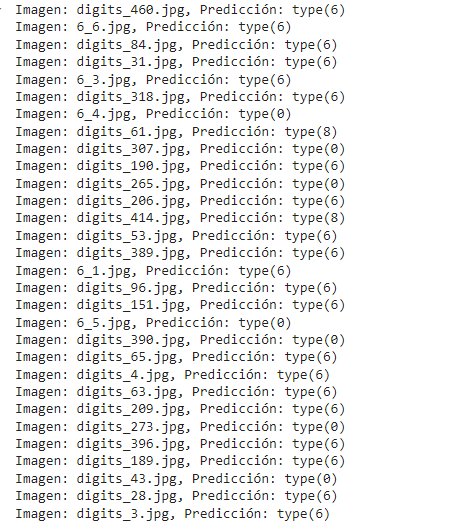 Imagen: digits_460.jpg, Predicción: type(6)
Imagen: 6_6.jpg, Predicción: type(6)
Imagen: digits_84.jpg, Predicción: type(6)
Imagen: digits_31.jpg, Predicción: type(6)
Imagen: 6_3.jpg, Predicción: type(6)
Imagen: digits_318.jpg, Predicción: type(6)
Imagen: 6_4.jpg, Predicción: type(0)
Imagen: digits_61.jpg, Predicción: type(8)
Imagen: digits_307.jpg, Predicción: type(0)
Imagen: digits_190.jpg, Predicción: type(6)
Imagen: digits_265.jpg, Predicción: type(0)
Imagen: digits_206.jpg, Predicción: type(6)
Imagen: digits_414.jpg, Predicción: type(8)
Imagen: digits_53.jpg, Predicción: type(6)
Imagen: digits_389.jpg, Predicción: type(6)
Imagen: 6_1.jpg, Predicción: type(6)
Imagen: digits_96.jpg, Predicción: type(6)
Imagen: digits_151.jpg, Predicción: type(6)
Imagen: 6_5.jpg, Predicción: type(0)
Imagen: digits_390.jpg, Predicción: type(0)
Imagen: digits_65.jpg, Predicción: type(6)
Imagen: digits_4.jpg, Predicción: type(6)
Imagen: digits_63.jpg, Predicción: type(6)
Imagen: digits_209.jpg, Predicción: type(6)
Imagen: digits_273.jpg, Predicción: type(0)
Imagen: digits_396.jpg, Predicción: type(6)
Imagen: digits_189.jpg, Predicción: type(6)
Imagen: digits_43.jpg, Predicción: type(0)
Imagen: digits_28.jpg, Predicción: type(6)
Imagen: digits_3.jpg, Predicción: type(6)